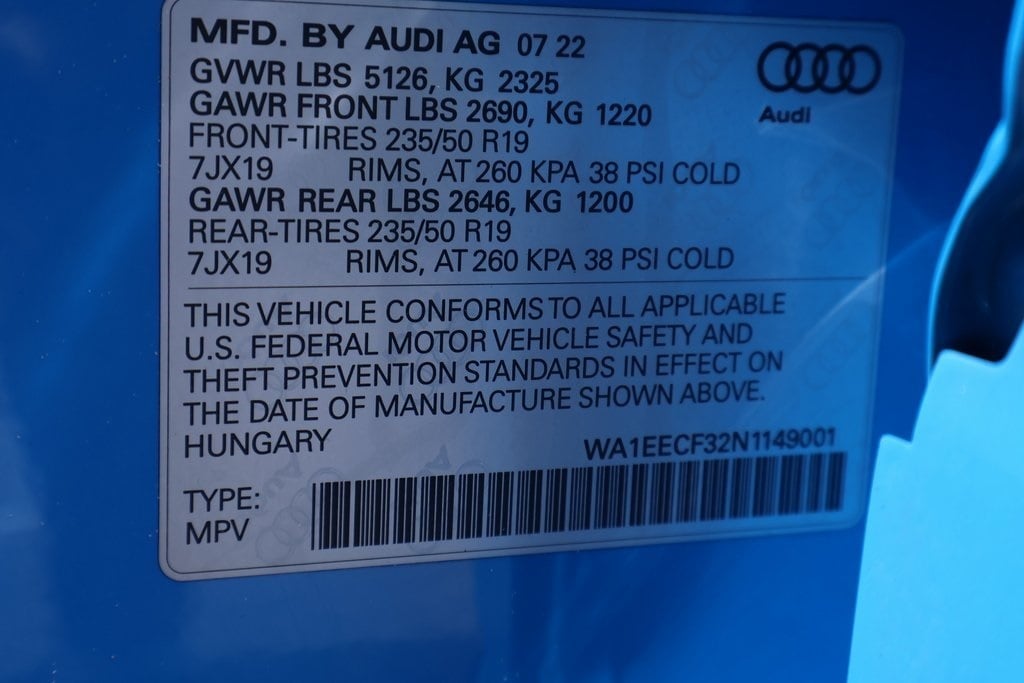 MFD. BY AUDI AG 07 22
GVWR LBS 5126, KG 2325
GAWR FRONT LBS 2690, KG 1220
FRONT-TIRES 235/50 R19
7JX19 RIMS, AT 260 KPA 38 PSI COLD
GAWR REAR LBS 2646, KG 1200
REAR-TIRES 235/50 R19
7JX19 RIMS, AT 260 KPA 38 PSI COLD
Audi
THIS VEHICLE CONFORMS TO ALL APPLICABLE
U.S. FEDERAL MOTOR VEHICLE SAFETY AND
THEFT PREVENTION STANDARDS IN EFFECT ON
THE DATE OF MANUFACTURE SHOWN ABOVE.
HUNGARY WA1EECF32N1149001
TYPE:
MPV